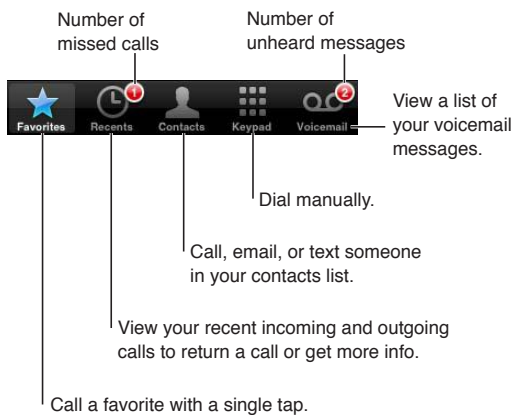 Number of
missed calls
Number of
unheard messages
1
2
Favorites Recents Contacts Keypad Voicemail
View a list of
your voicemail
messages.
Dial manually.
Call, email, or text someone
in your contacts list.
View your recent incoming and outgoing
calls to return a call or get more info.
Call a favorite with a single tap.